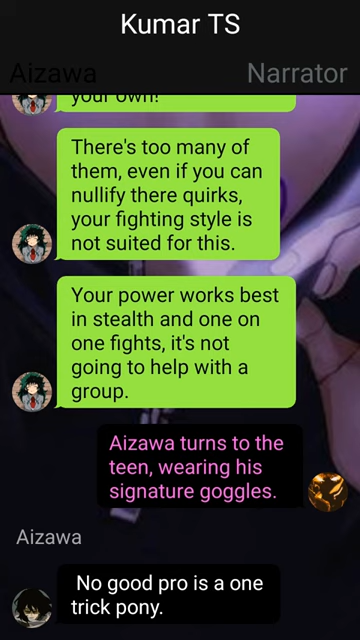 Kumar TS
Aizawa
Narrator
your own!
There's too many of
them, even if you can
nullify there quirks,
your fighting style is
not suited for this.
Your power works best
in stealth and one on
one fights, it's not
going to help with a
group.
Aizawa turns to the
teen, wearing his
signature goggles.
Aizawa
No good pro is a one
trick pony.